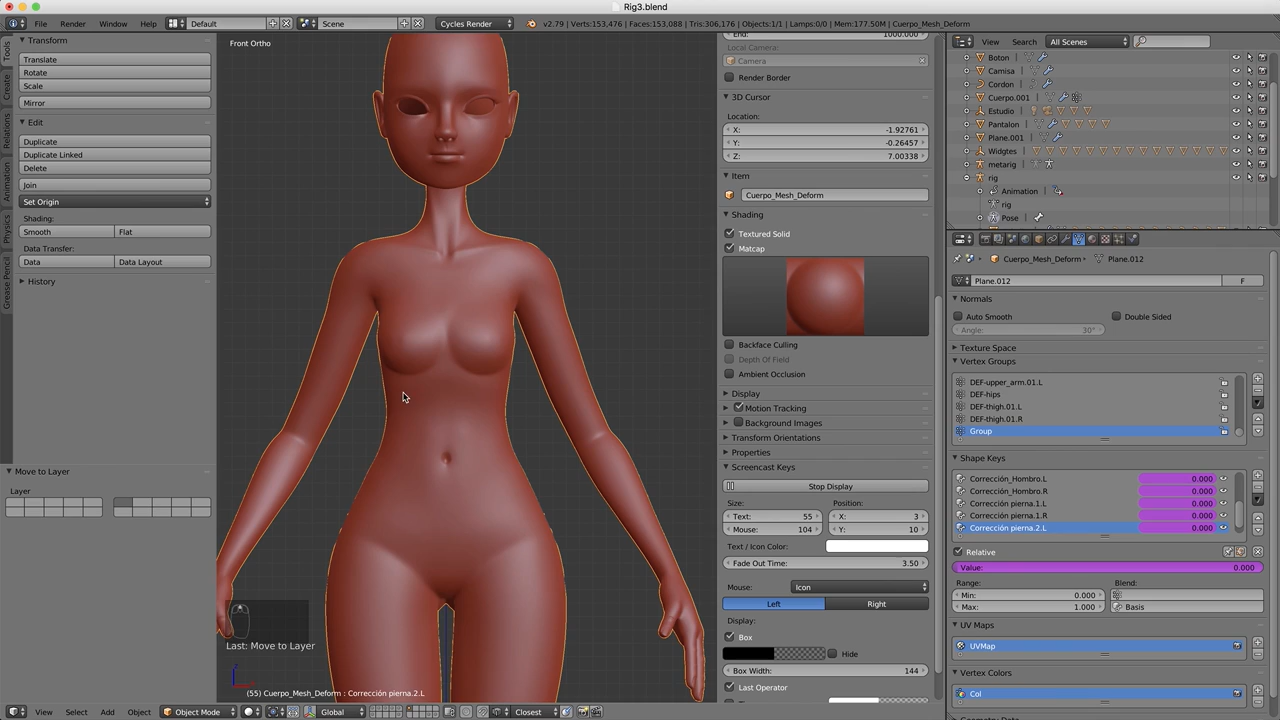 Rig3.blend
File Render Window Help Default Scene Cycles Render v2.79 | Verts:153,476 | Faces:153,088 | Tris:306,176 | Objects:1/1 | Lamps:0/0 | Mem:177.50M | Cuerpo_Mesh_Deform
Tools
Create
Relations
Animation
Physics
Grease Pencil
Transform
Translate
Rotate
Scale
Mirror
Edit
Duplicate
Duplicate Linked
Delete
Join
Set Origin
Shading:
Smooth Flat
Data Transfer:
Data Data Layout
History
Move to Layer
Layer
Front Ortho
Last: Move to Layer
(55) Cuerpo_Mesh_Deform : Corrección pierna.2.L
View Select Add Object Object Mode Global Closest
End: 1000.000
Local Camera:
Camera
Render Border
3D Cursor
Location:
X: -1.92761
Y: -0.26457
Z: 7.00338
Item
Cuerpo_Mesh_Deform
Shading
Textured Solid
Matcap
Backface Culling
Depth Of Field
Ambient Occlusion
Display
Motion Tracking
Background Images
Transform Orientations
Properties
Screencast Keys
Stop Display
Size: Position:
Text: 55 X: 3
Mouse: 104 Y: 10
Text / Icon Color:
Fade Out Time: 3.50
Mouse: Icon
Left Right
Display:
Box
Hide
Box Width: 144
Last Operator
View Search All Scenes
Boton
Camisa
Cordon
Cuerpo.001
Estudio
Pantalon
Plane.001
Widgtes
metarig
rig
Animation
rig
Pose
Cuerpo_Mesh_Deform Plane.012
Plane.012 F
Normals
Auto Smooth Double Sided
Angle: 30°
Texture Space
Vertex Groups
DEF-upper_arm.01.L
DEF-hips
DEF-thigh.01.L
DEF-thigh.01.R
Group
Shape Keys
Corrección_Hombro.L 0.000
Corrección_Hombro.R 0.000
Corrección pierna.1.L 0.000
Corrección pierna.1.R 0.000
Corrección pierna.2.L 0.000
Relative
Value: 0.000
Range: Blend:
Min: 0.000
Max: 1.000 Basis
UV Maps
UVMap
Vertex Colors
Col